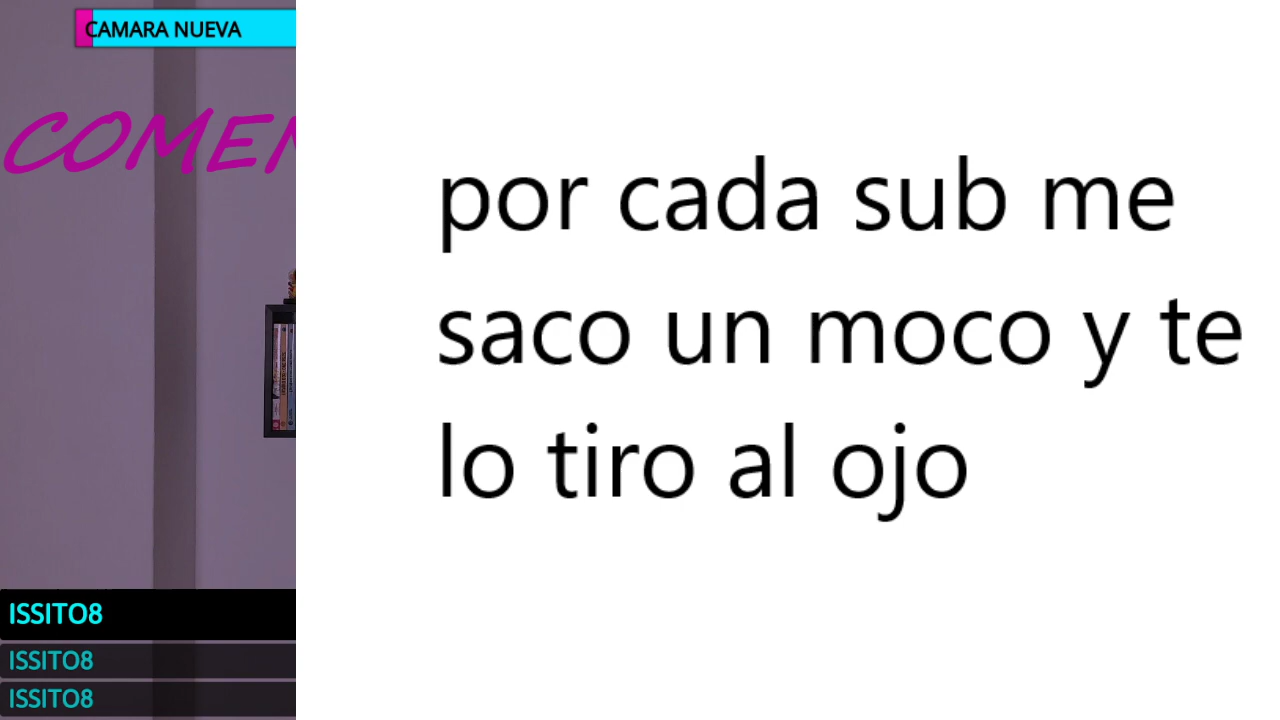 CAMARA NUEVA
COMEN
por cada sub me
saco un moco y te
lo tiro al ojo
ISSITO8
ISSITO8
ISSITO8